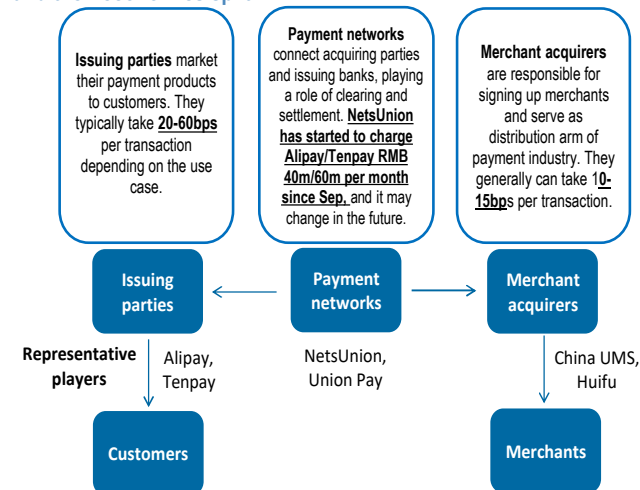 Issuing parties market
their payment products
to customers. They
typically take 20-60bps
per transaction
depending on the use
case.
Payment networks
connect acquiring parties
and issuing banks, playing
a role of clearing and
settlement. NetsUnion
has started to charge
Alipay/Tenpay RMB
40m/60m per month
since Sep, and it may
change in the future.
Merchant acquirers
are responsible for
signing up merchants
and serve as
distribution arm of
payment industry. They
generally can take 10-
15bps per transaction.
Issuing
parties
Payment
networks
Merchant
acquirers
Representative
players
Alipay,
Tenpay
NetsUnion,
Union Pay
China UMS,
Huifu
Customers
Merchants